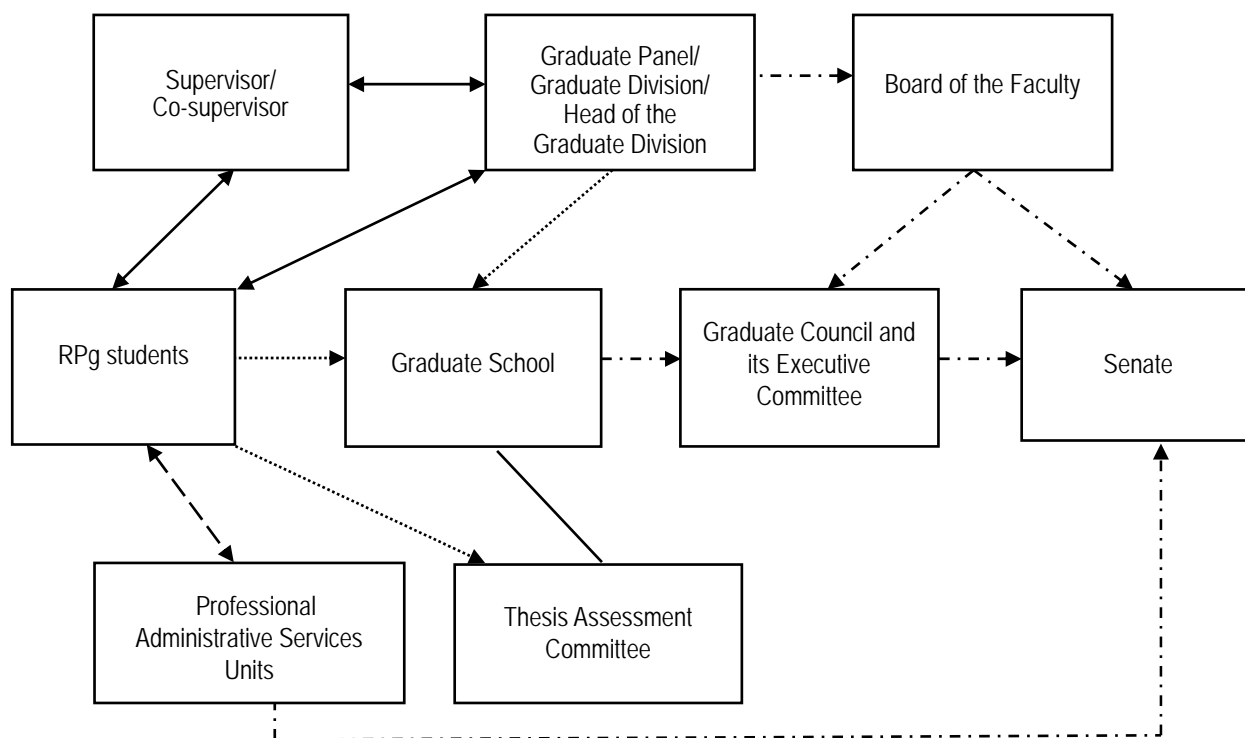 Supervisor/
Co-supervisor
Graduate Panel/
Graduate Division/
Head of the
Graduate Division
Board of the Faculty
RPg students
Graduate School
Graduate Council and
its Executive
Committee
Senate
Professional
Administrative Services
Units
Thesis Assessment
Committee